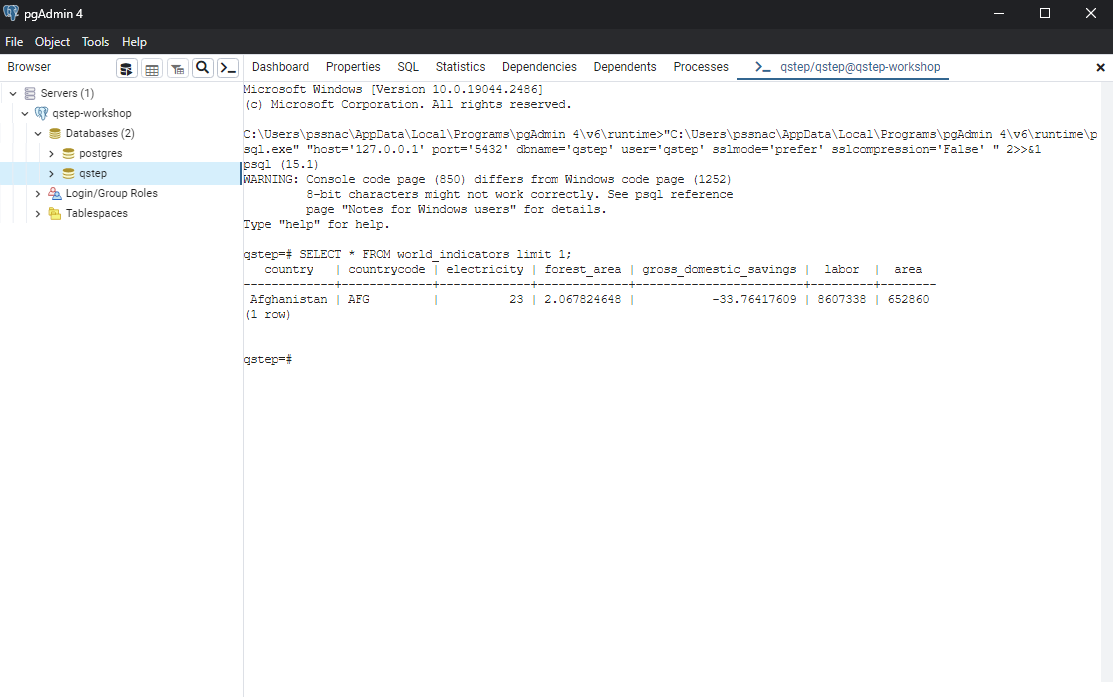 pgAdmin 4
File Object Tools Help
Browser
Dashboard Properties SQL Statistics Dependencies Dependents Processes qstep/qstep@qstep-workshop
Servers (1)
qstep-workshop
Databases (2)
postgres
qstep
Login/Group Roles
Tablespaces
Microsoft Windows [Version 10.0.19044.2486]
(c) Microsoft Corporation. All rights reserved.
C:\Users\pssnac\AppData\Local\Programs\pgAdmin 4\v6\runtime>"C:\Users\pssnac\AppData\Local\Programs\pgAdmin 4\v6\runtime\p
sql.exe" "host='127.0.0.1' port='5432' dbname='qstep' user='qstep' sslmode='prefer' sslcompression='False' " 2>>&1
psql (15.1)
WARNING: Console code page (850) differs from Windows code page (1252)
8-bit characters might not work correctly. See psql reference
page "Notes for Windows users" for details.
Type "help" for help.
qstep=# SELECT * FROM world_indicators limit 1;
country | countrycode | electricity | forest_area | gross_domestic_savings | labor | area
-------------+-------------+-------------+-------------+------------------------+---------+--------
Afghanistan | AFG | 23 | 2.067824648 | -33.76417609 | 8607338 | 652860
(1 row)
qstep=#